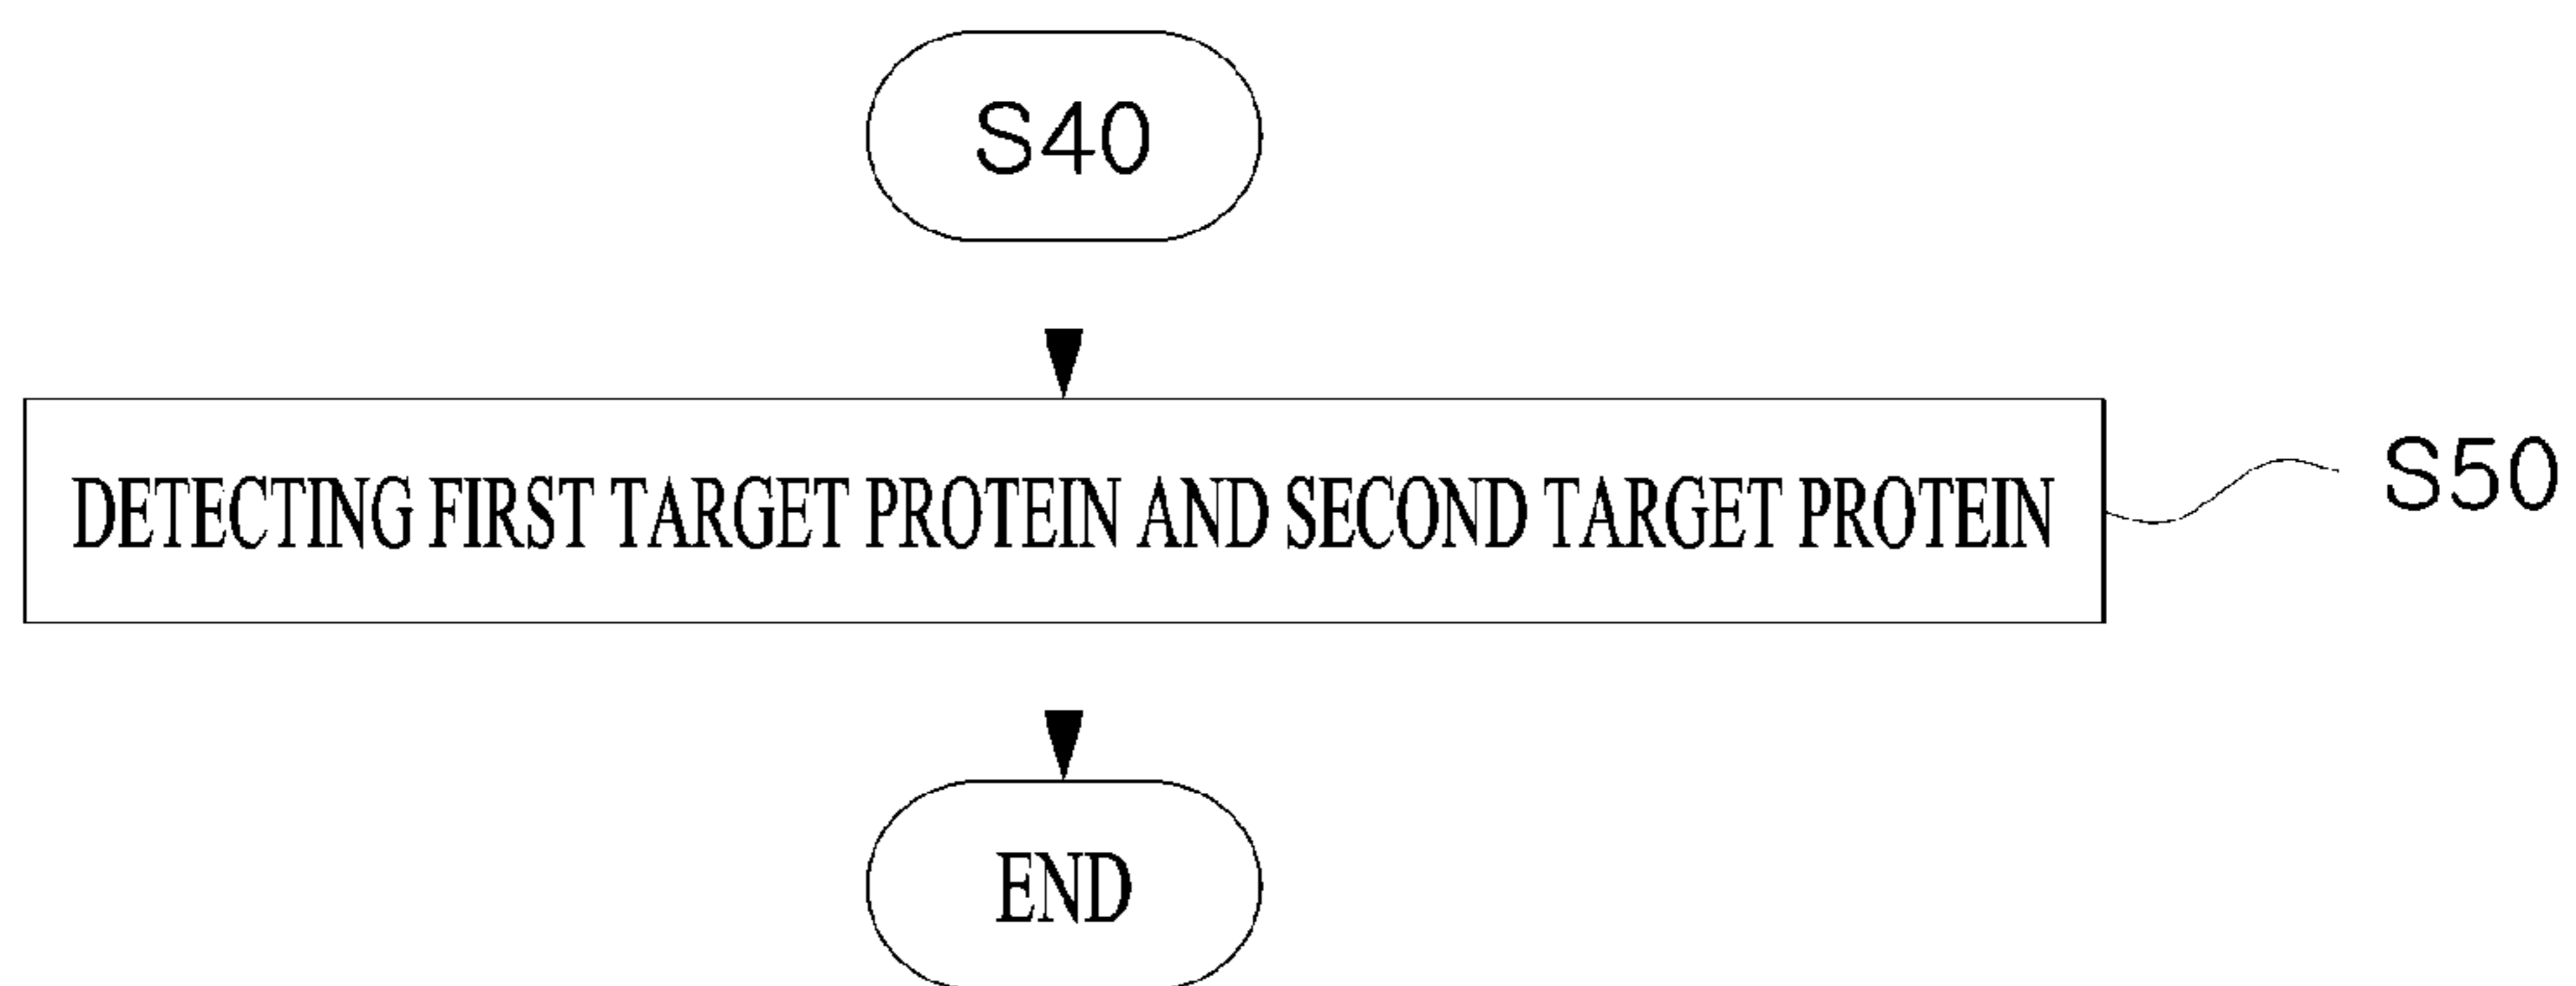 S40
DETECTING FIRST TARGET PROTEIN AND SECOND TARGET PROTEIN
S50
END